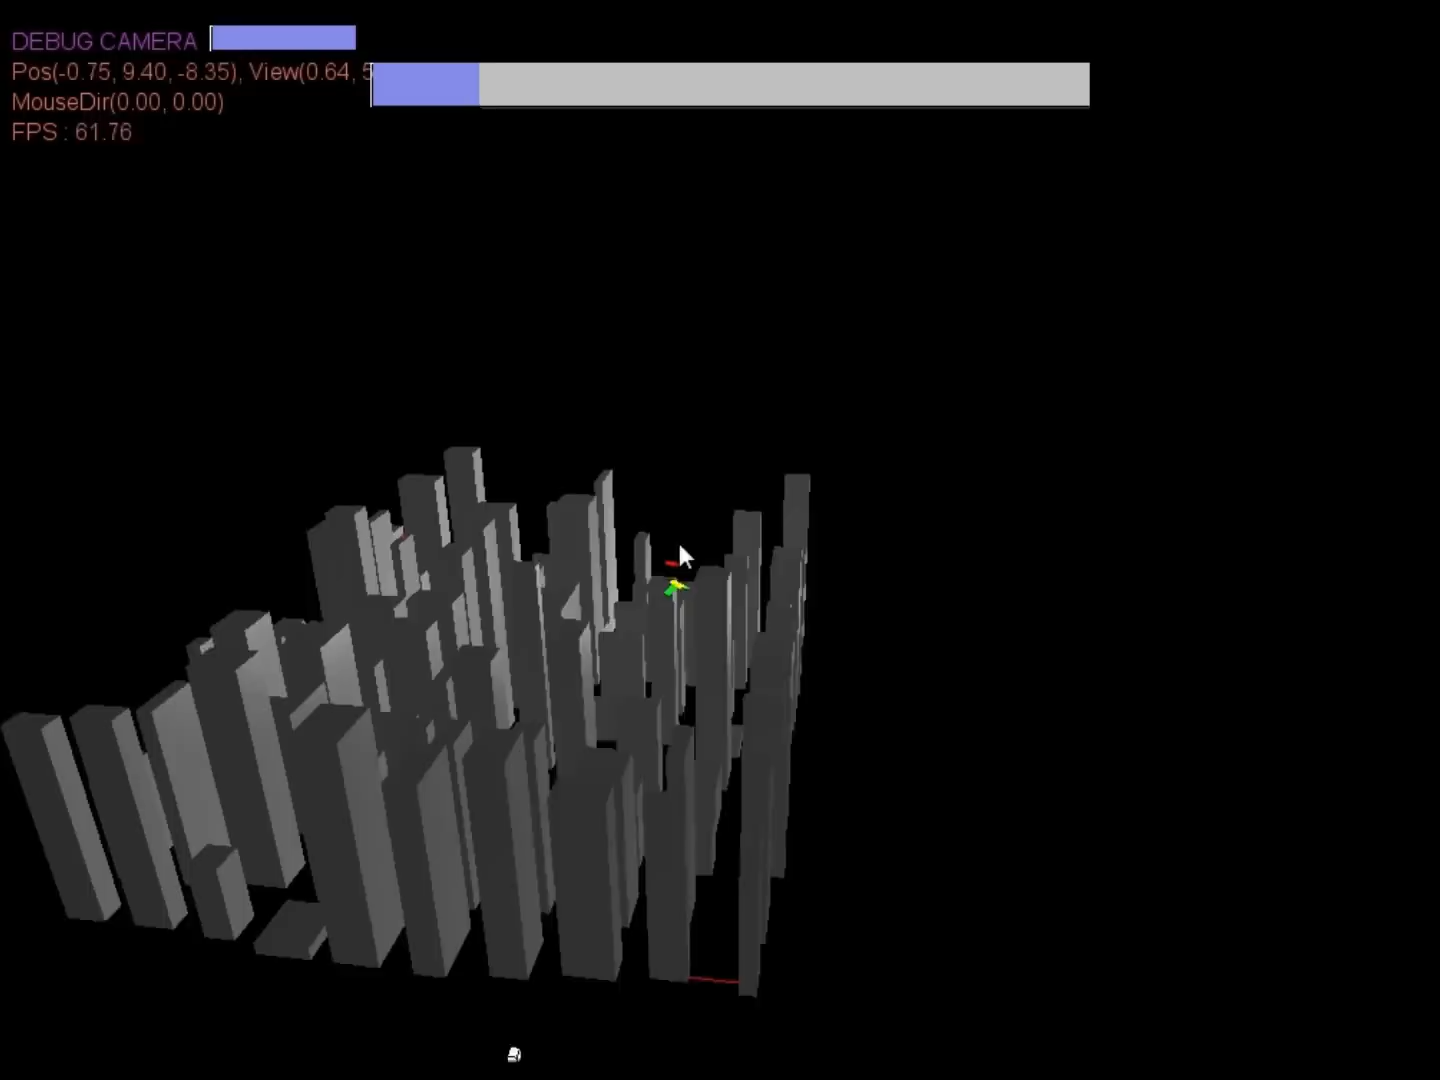 DEBUG CAMERA
Pos(-0.75, 9.40, -8.35), View(0.64, 5
MouseDir(0.00, 0.00)
FPS : 61.76